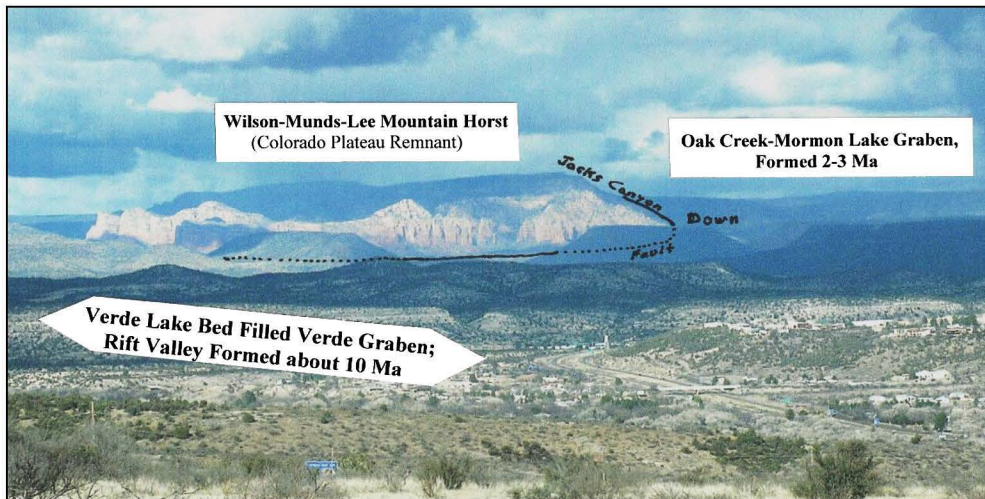 Wilson-Munds-Lee Mountain Horst
(Colorado Plateau Remnant)
Oak Creek-Mormon Lake Graben,
Formed 2-3 Ma
Jacks Canyon
Down
Fault
Verde Lake Bed Filled Verde Graben;
Rift Valley Formed about 10 Ma